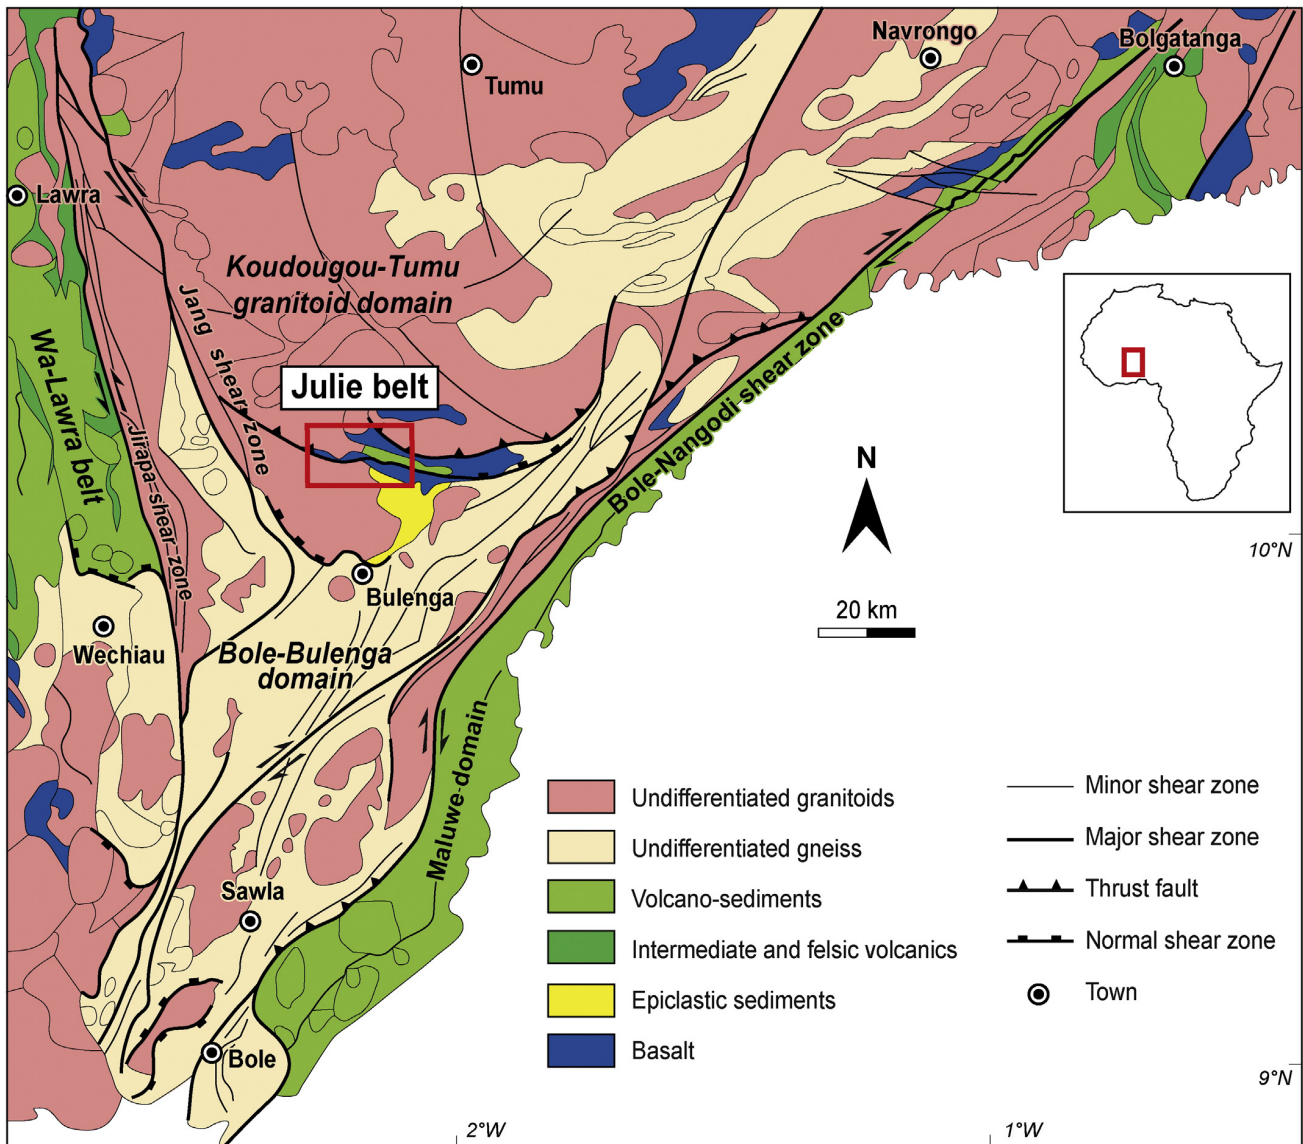 Navrongo
Bolgatanga
Tumu
Lawra
Koudougou-Tumu
granitoid domain
Jang shear zone
Wa-Lawra belt
Julie belt
Jirapa shear zone
Bole-Nangodi shear zone
N
10°N
20 km
Bulenga
Wechiau
Bole-Bulenga
domain
Maluwe domain
Undifferentiated granitoids
Undifferentiated gneiss
Volcano-sediments
Intermediate and felsic volcanics
Epiclastic sediments
Basalt
Minor shear zone
Major shear zone
Thrust fault
Normal shear zone
Town
Sawla
Bole
9°N
2°W
1°W